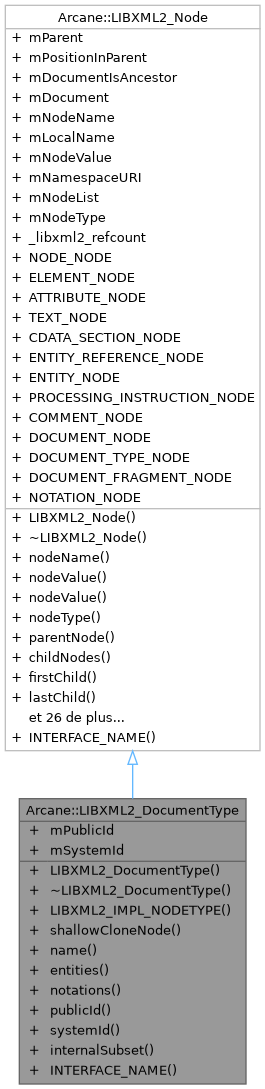 Arcane::LIBXML2_Node
+ mParent
+ mPositionInParent
+ mDocumentIsAncestor
+ mDocument
+ mNodeName
+ mLocalName
+ mNodeValue
+ mNamespaceURI
+ mNodeList
+ mNodeType
+ _libxml2_refcount
+ NODE_NODE
+ ELEMENT_NODE
+ ATTRIBUTE_NODE
+ TEXT_NODE
+ CDATA_SECTION_NODE
+ ENTITY_REFERENCE_NODE
+ ENTITY_NODE
+ PROCESSING_INSTRUCTION_NODE
+ COMMENT_NODE
+ DOCUMENT_NODE
+ DOCUMENT_TYPE_NODE
+ DOCUMENT_FRAGMENT_NODE
+ NOTATION_NODE
+ LIBXML2_Node()
+ ~LIBXML2_Node()
+ nodeName()
+ nodeValue()
+ nodeValue()
+ nodeType()
+ parentNode()
+ childNodes()
+ firstChild()
+ lastChild()
et 26 de plus...
+ INTERFACE_NAME()
Arcane::LIBXML2_DocumentType
+ mPublicId
+ mSystemId
+ LIBXML2_DocumentType()
+ ~LIBXML2_DocumentType()
+ LIBXML2_IMPL_NODETYPE()
+ shallowCloneNode()
+ name()
+ entities()
+ notations()
+ publicId()
+ systemId()
+ internalSubset()
+ INTERFACE_NAME()